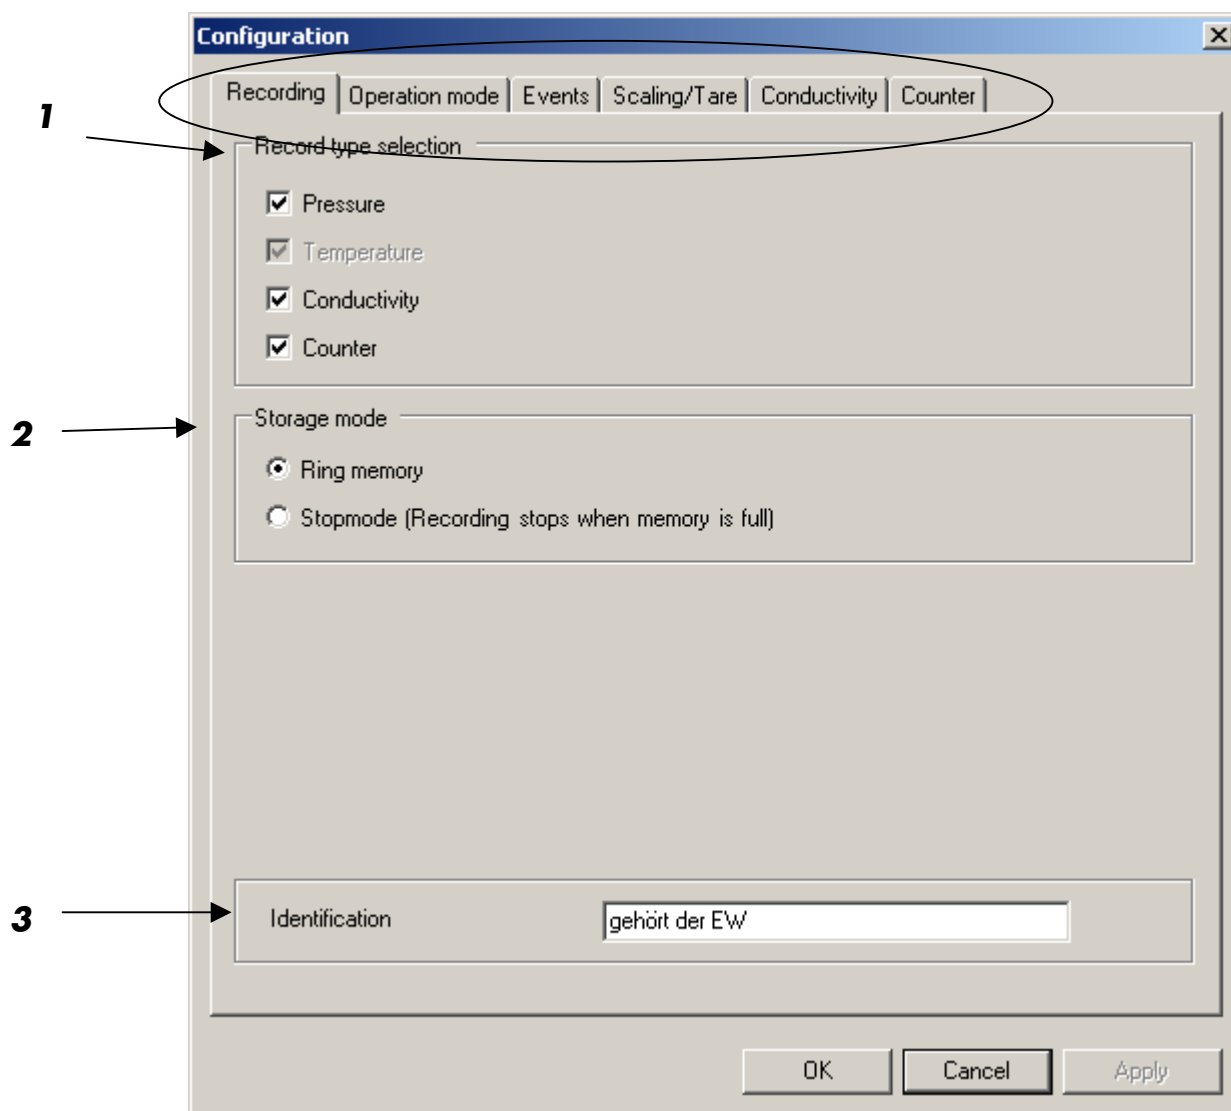 Configuration
Recording Operation mode Events Scaling/Tare Conductivity Counter
1
Record type selection
Pressure
Temperature
Conductivity
Counter
2
Storage mode
Ring memory
Stopmode (Recording stops when memory is full)
3
Identification gehört der EW
OK Cancel Apply